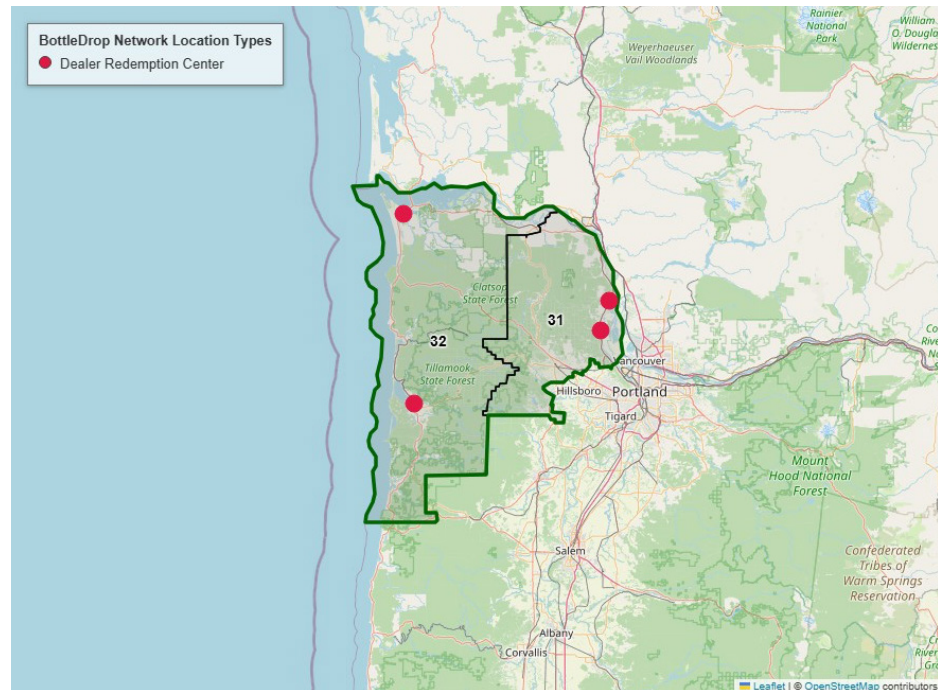 BottleDrop Network Location Types
Dealer Redemption Center
Rainier
National
Park
William
O. Douglas
Wilderness
Weyerhaeuser
Vail Woodlands
Clatsop
State Forest
31
32
Tillamook
State Forest
ancouver
Hillsboro
Portland
Tigard
Mount
Hood National
Forest
Salem
Confederated
Tribes of
Warm Springs
Reservation
Albany
Corvallis
Leaflet | © OpenStreetMap contributors